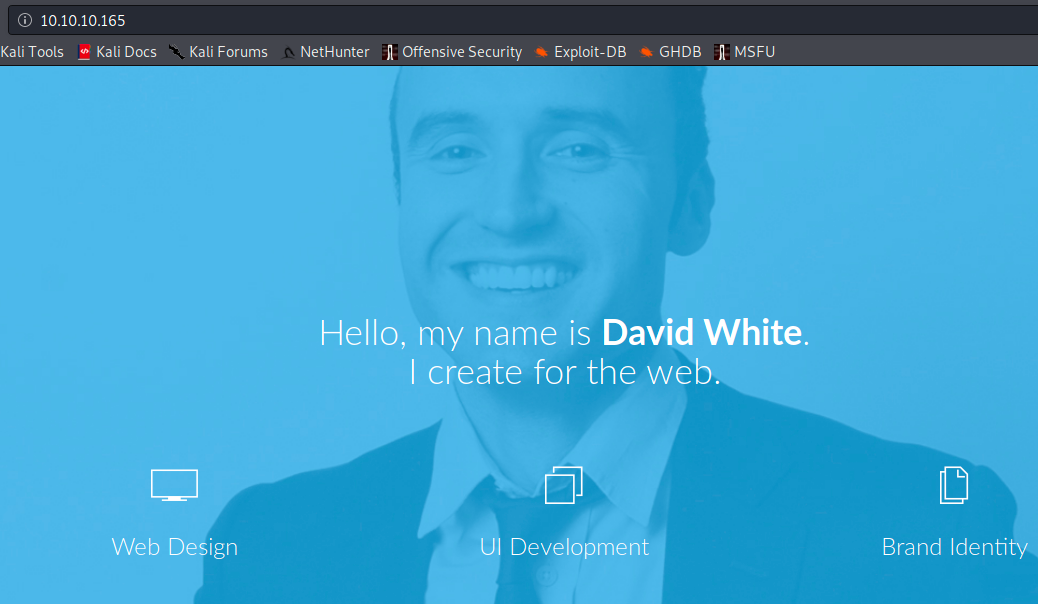 10.10.10.165
Kali Tools Kali Docs Kali Forums NetHunter Offensive Security Exploit-DB GHDB MSFU
Hello, my name is David White.
I create for the web.
Web Design UI Development Brand Identity